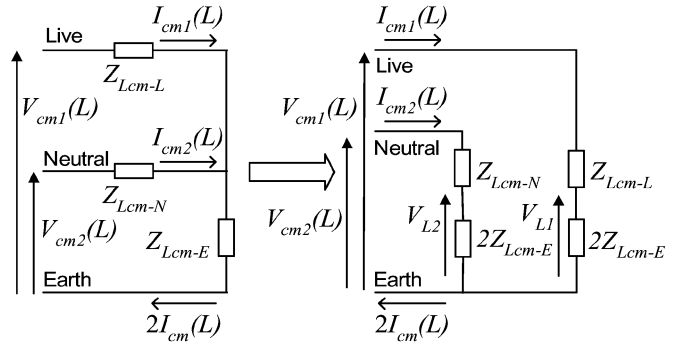 I_cm1(L)
Live
Z_Lcm-L
V_cm1(L)
I_cm2(L)
Neutral
Z_Lcm-N
V_cm2(L)
Z_Lcm-E
Earth
2I_cm(L)
I_cm1(L)
Live
V_cm1(L)
I_cm2(L)
Neutral
Z_Lcm-N
Z_Lcm-L
V_cm2(L)
V_L2
V_L1
2Z_Lcm-E
2Z_Lcm-E
Earth
2I_cm(L)